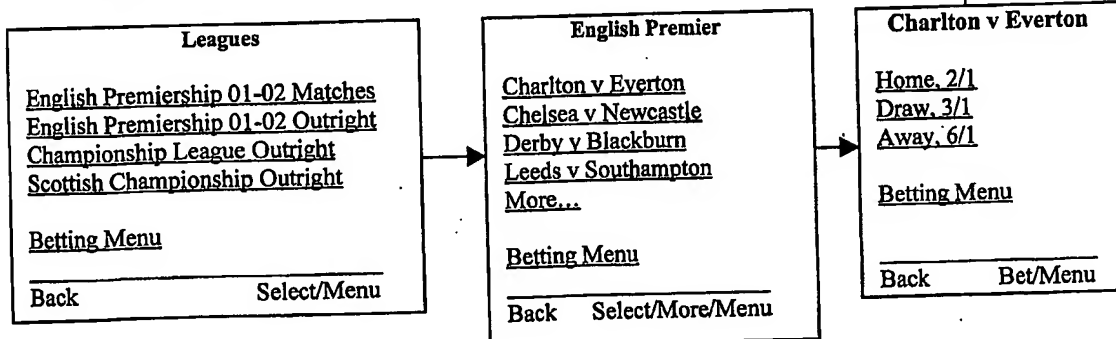 Leagues
English Premiership 01-02 Matches
English Premiership 01-02 Outright
Championship League Outright
Scottish Championship Outright
Betting Menu
Back Select/Menu
English Premier
Charlton v Everton
Chelsea v Newcastle
Derby v Blackburn
Leeds v Southampton
More...
Betting Menu
Back Select/More/Menu
Charlton v Everton
Home, 2/1
Draw, 3/1
Away, 6/1
Betting Menu
Back Bet/Menu